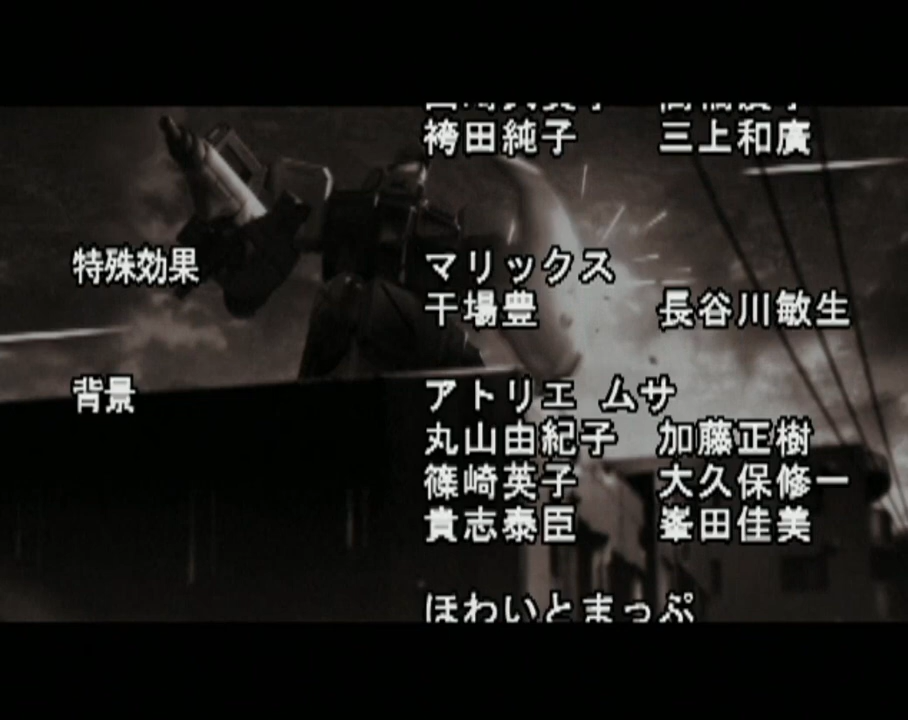 袴田純子 三上和廣
特殊効果 マリックス
干場豊 長谷川敏生
背景 アトリエ ムサ
丸山由紀子 加藤正樹
篠崎英子 大久保修一
貴志泰臣 峯田佳美
ほわいとまっぷ